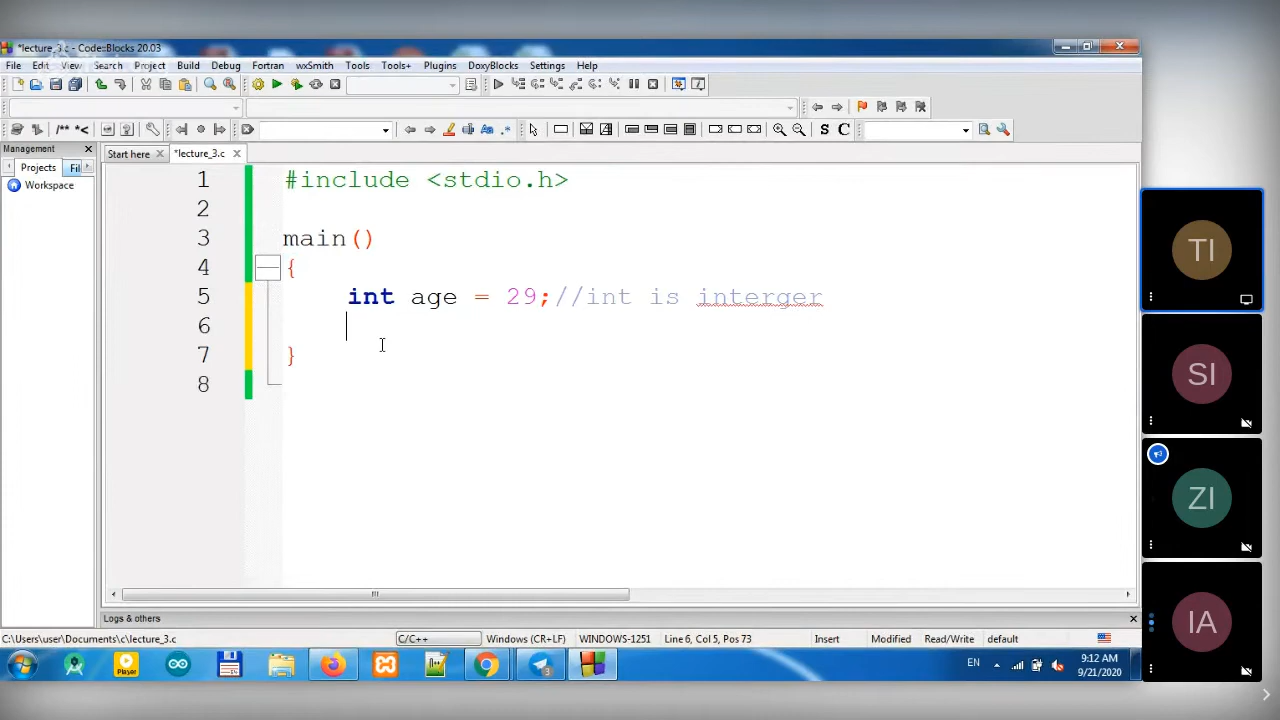 *lecture_3.c - Code::Blocks 20.03
File Edit View Search Project Build Debug Fortran wxSmith Tools Tools+ Plugins DoxyBlocks Settings Help
/** *<
S C
Management
Start here *lecture_3.c
Projects Fil
Workspace
1 #include <stdio.h>
2
3 main()
4 {
5 int age = 29;//int is interger
6
7 }
8
TI
SI
ZI
IA
Logs & others
C:\Users\user\Documents\c\lecture_3.c C/C++ Windows (CR+LF) WINDOWS-1251 Line 6, Col 5, Pos 73 Insert Modified Read/Write default
Player
3
EN
9:12 AM
9/21/2020